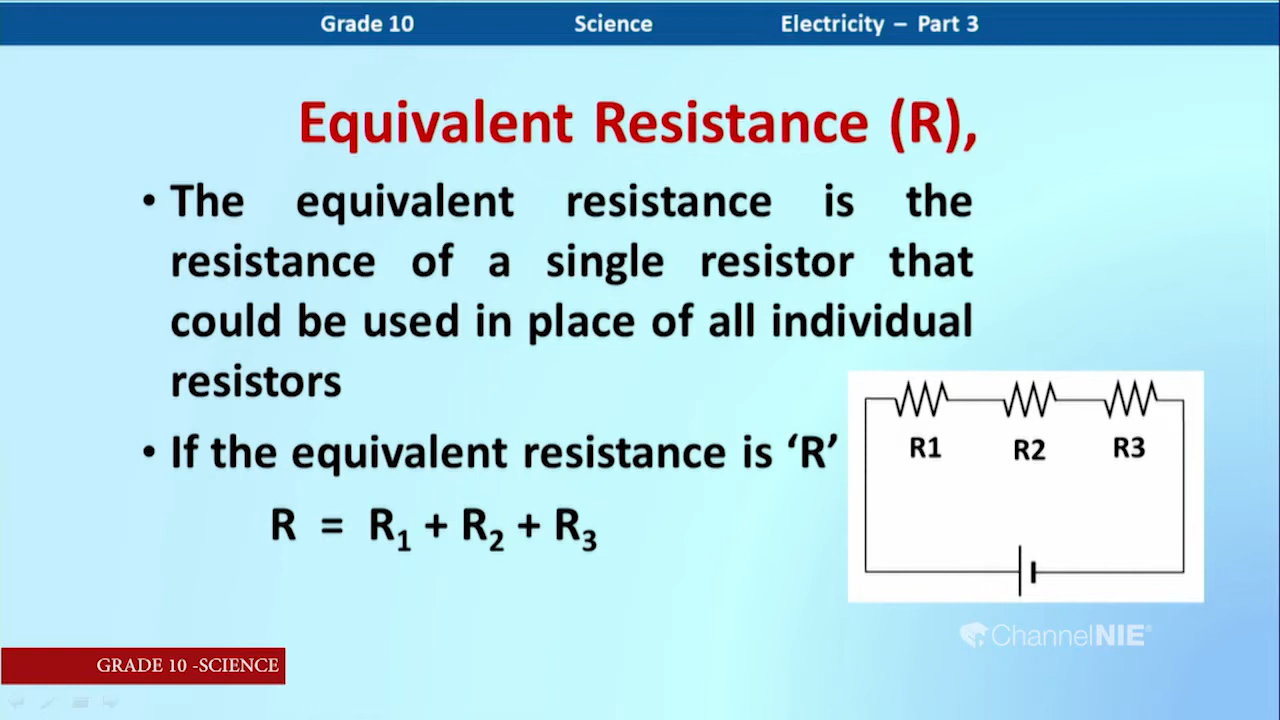 Grade 10 Science Electricity – Part 3
Equivalent Resistance (R),
• The equivalent resistance is the
resistance of a single resistor that
could be used in place of all individual
resistors
• If the equivalent resistance is ‘R’
R = R₁ + R₂ + R₃
R1 R2 R3
ChannelNIE®
GRADE 10 -SCIENCE